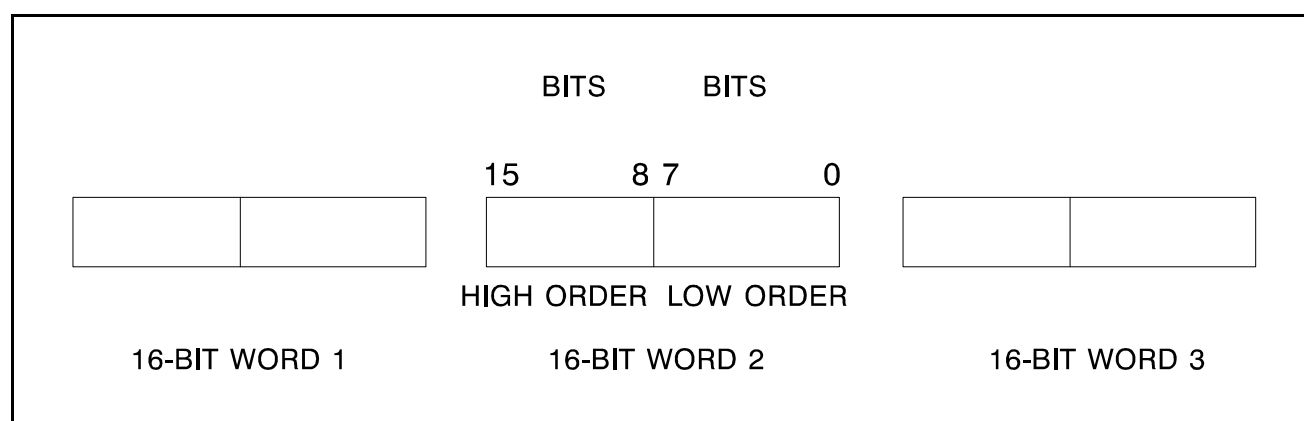 BITS BITS
15 8 7 0
HIGH ORDER LOW ORDER
16-BIT WORD 1 16-BIT WORD 2 16-BIT WORD 3